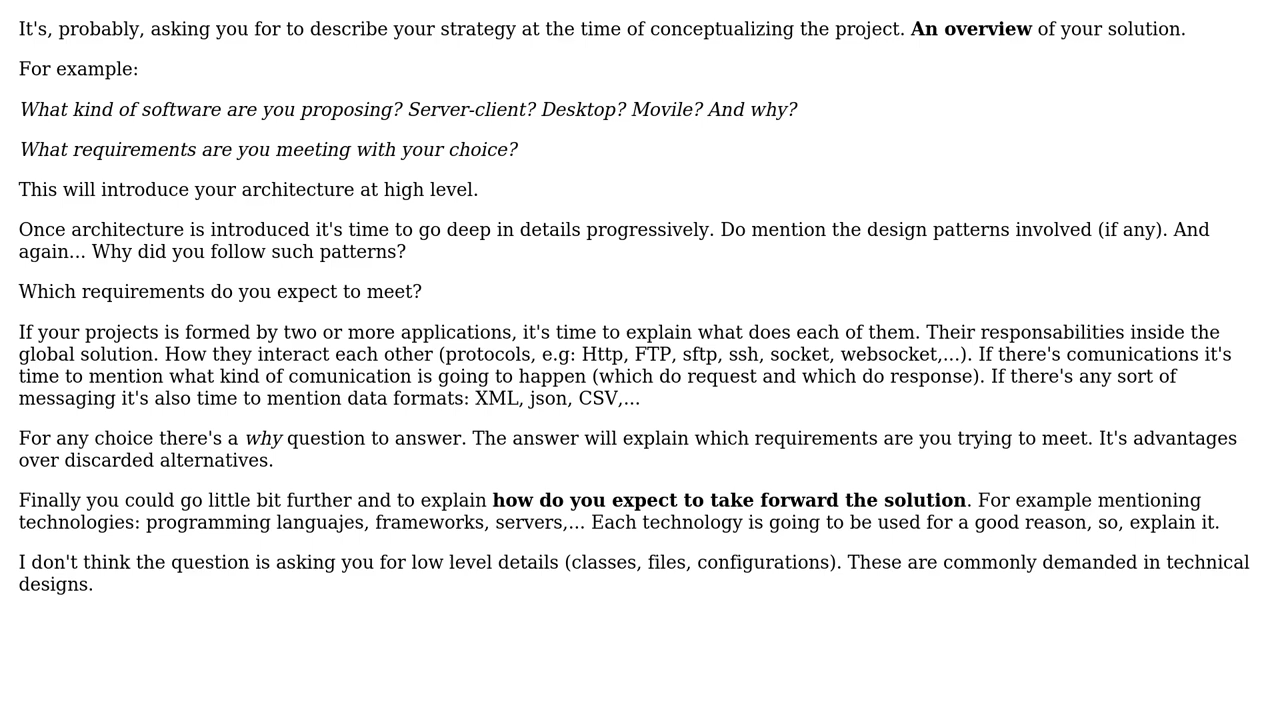 It's, probably, asking you for to describe your strategy at the time of conceptualizing the project. An overview of your solution.
For example:
What kind of software are you proposing? Server-client? Desktop? Movile? And why?
What requirements are you meeting with your choice?
This will introduce your architecture at high level.
Once architecture is introduced it's time to go deep in details progressively. Do mention the design patterns involved (if any). And
again... Why did you follow such patterns?
Which requirements do you expect to meet?
If your projects is formed by two or more applications, it's time to explain what does each of them. Their responsabilities inside the
global solution. How they interact each other (protocols, e.g: Http, FTP, sftp, ssh, socket, websocket,...). If there's comunications it's
time to mention what kind of comunication is going to happen (which do request and which do response). If there's any sort of
messaging it's also time to mention data formats: XML, json, CSV,...
For any choice there's a why question to answer. The answer will explain which requirements are you trying to meet. It's advantages
over discarded alternatives.
Finally you could go little bit further and to explain how do you expect to take forward the solution. For example mentioning
technologies: programming languajes, frameworks, servers,... Each technology is going to be used for a good reason, so, explain it.
I don't think the question is asking you for low level details (classes, files, configurations). These are commonly demanded in technical
designs.